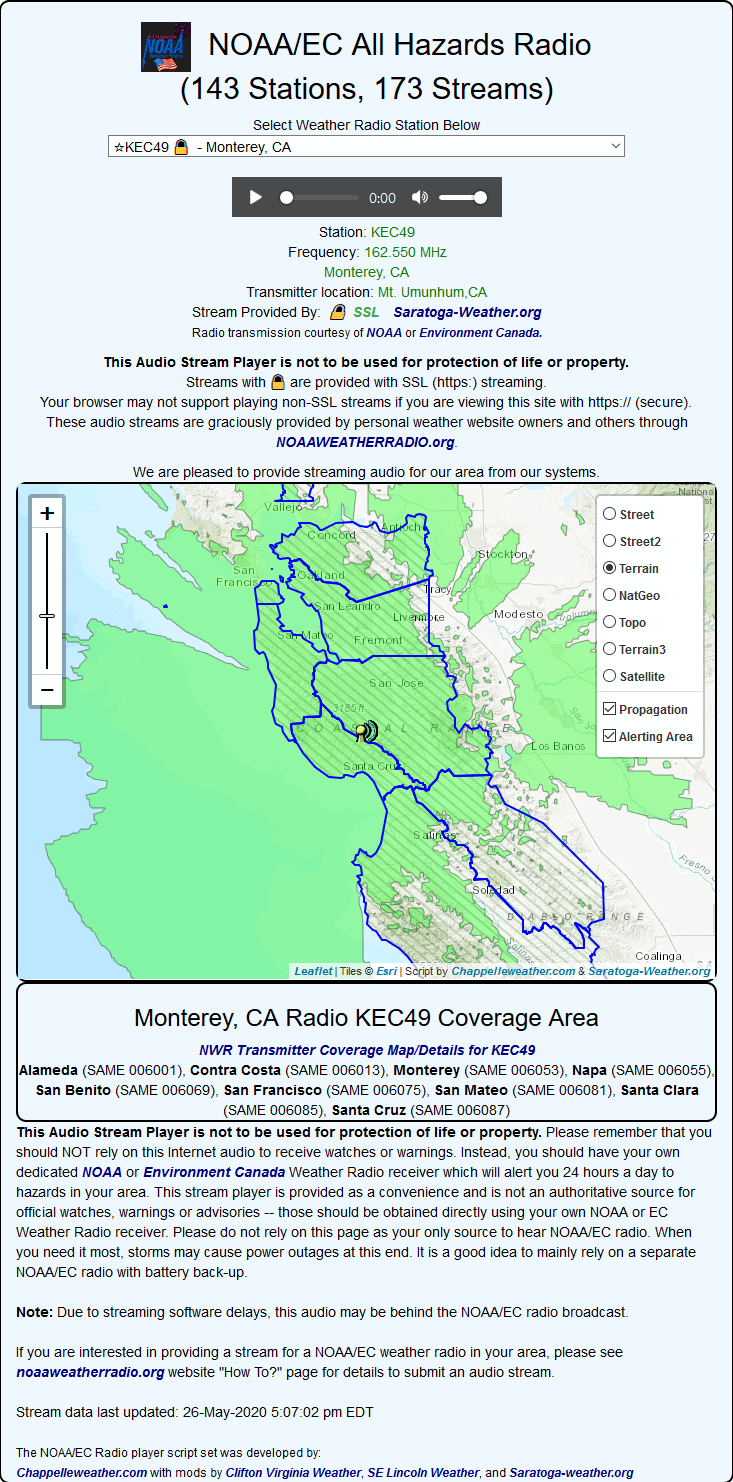 All Hazards
NOAA
NOAA/EC All Hazards Radio
(143 Stations, 173 Streams)
Select Weather Radio Station Below
☆KEC49 🔒 - Monterey, CA
0:00
Station: KEC49
Frequency: 162.550 MHz
Monterey, CA
Transmitter location: Mt. Umunhum,CA
Stream Provided By: SSL Saratoga-Weather.org
Radio transmission courtesy of NOAA or Environment Canada.
This Audio Stream Player is not to be used for protection of life or property.
Streams with 🔒 are provided with SSL (https:) streaming.
Your browser may not support playing non-SSL streams if you are viewing this site with https:// (secure).
These audio streams are graciously provided by personal weather website owners and others through
NOAAWEATHERRADIO.org.
We are pleased to provide streaming audio for our area from our systems.
+
−
Vallejo
Concord
Antioch
National
Stockton
San
Francisco
Oakland
San Leandro
Tracy
Livermore
Modesto
San Mateo
Fremont
San Jose
3185 ft
COASTAL RANGE
Los Banos
Santa Cruz
Salinas
Soledad
DIABLO RANGE
Salinas
Fresno
Coalinga
Street
Street2
Terrain
NatGeo
Topo
Terrain3
Satellite
Propagation
Alerting Area
Leaflet | Tiles © Esri | Script by Chappelleweather.com & Saratoga-Weather.org
Monterey, CA Radio KEC49 Coverage Area
NWR Transmitter Coverage Map/Details for KEC49
Alameda (SAME 006001), Contra Costa (SAME 006013), Monterey (SAME 006053), Napa (SAME 006055),
San Benito (SAME 006069), San Francisco (SAME 006075), San Mateo (SAME 006081), Santa Clara
(SAME 006085), Santa Cruz (SAME 006087)
This Audio Stream Player is not to be used for protection of life or property. Please remember that you
should NOT rely on this Internet audio to receive watches or warnings. Instead, you should have your own
dedicated NOAA or Environment Canada Weather Radio receiver which will alert you 24 hours a day to
hazards in your area. This stream player is provided as a convenience and is not an authoritative source for
official watches, warnings or advisories -- those should be obtained directly using your own NOAA or EC
Weather Radio receiver. Please do not rely on this page as your only source to hear NOAA/EC radio. When
you need it most, storms may cause power outages at this end. It is a good idea to mainly rely on a separate
NOAA/EC radio with battery back-up.
Note: Due to streaming software delays, this audio may be behind the NOAA/EC radio broadcast.
If you are interested in providing a stream for a NOAA/EC weather radio in your area, please see
noaaweatherradio.org website "How To?" page for details to submit an audio stream.
Stream data last updated: 26-May-2020 5:07:02 pm EDT
The NOAA/EC Radio player script set was developed by:
Chappelleweather.com with mods by Clifton Virginia Weather, SE Lincoln Weather, and Saratoga-weather.org